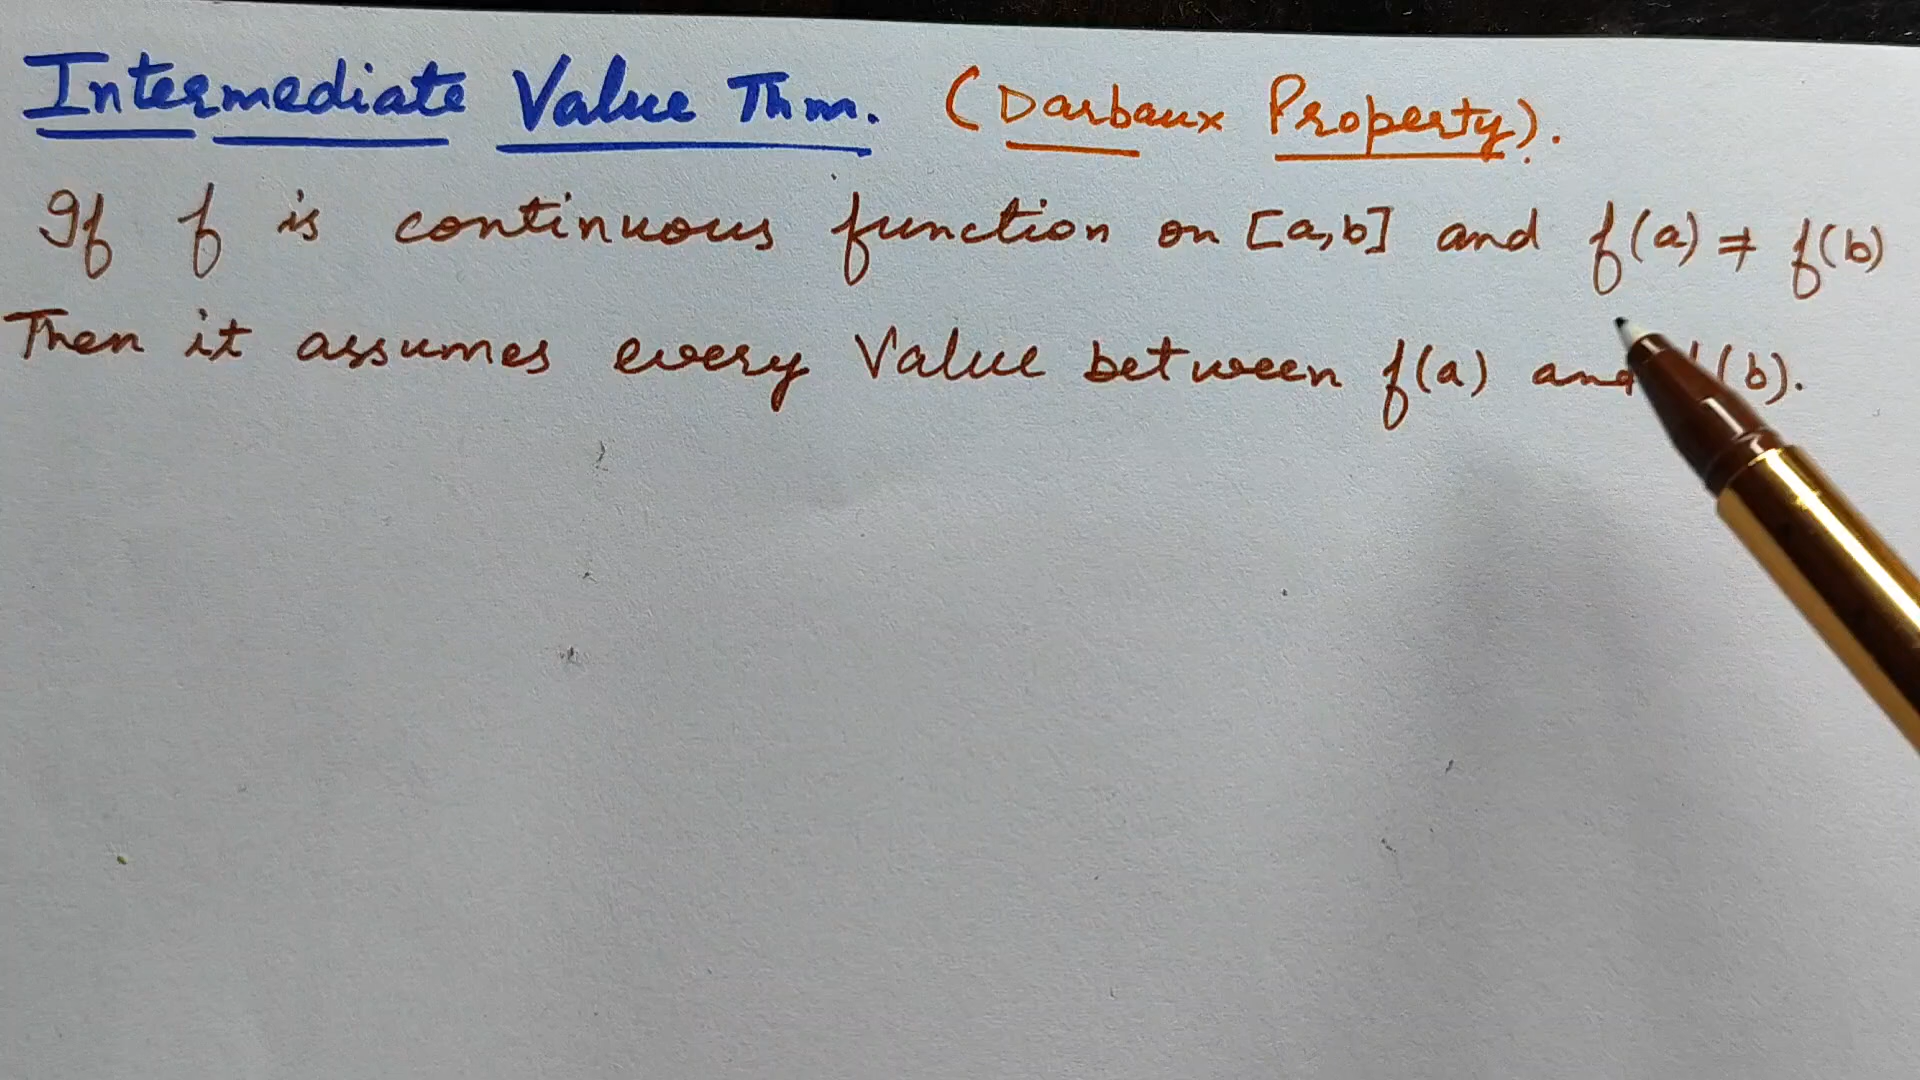 Intermediate Value Thm. (Darbaux Property).
If f is continuous function on [a,b] and f(a) ≠ f(b)
Then it assumes every Value between f(a) and f(b).